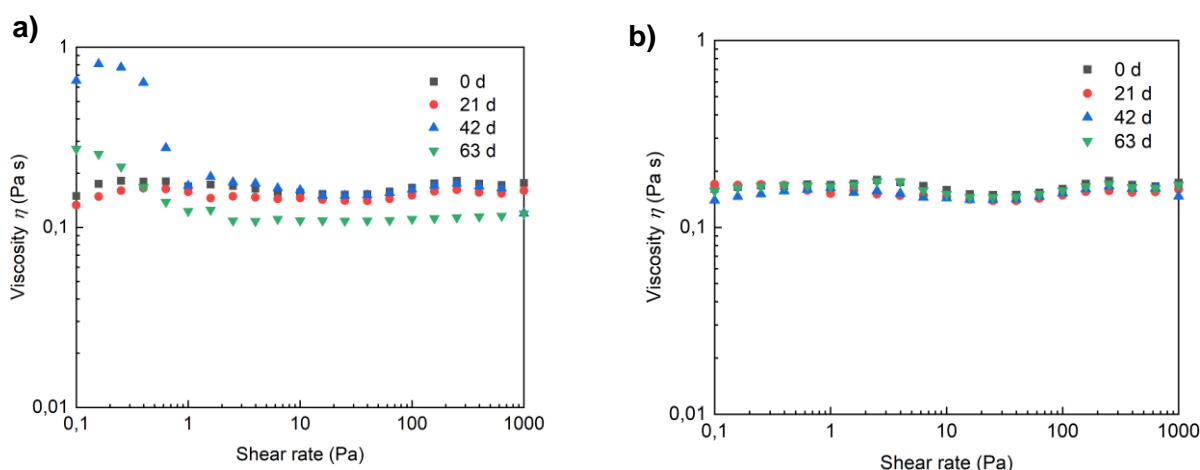 a)
Viscosity η (Pa s)
1
0,1
0,01
0 d
21 d
42 d
63 d
0,1
1
10
100
1000
Shear rate (Pa)
b)
Viscosity η (Pa s)
1
0,1
0,01
0 d
21 d
42 d
63 d
0,1
1
10
100
1000
Shear rate (Pa)